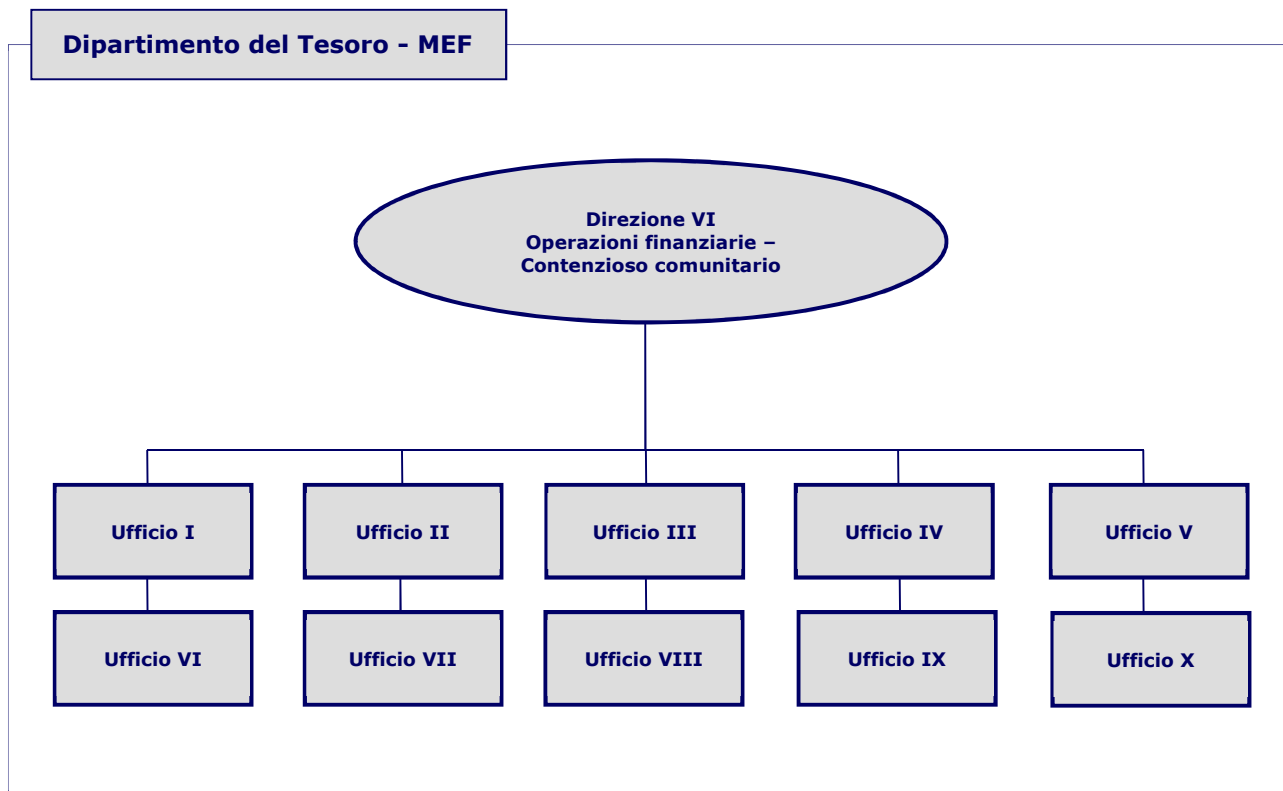 Dipartimento del Tesoro - MEF
Direzione VI
Operazioni finanziarie –
Contenzioso comunitario
Ufficio I
Ufficio II
Ufficio III
Ufficio IV
Ufficio V
Ufficio VI
Ufficio VII
Ufficio VIII
Ufficio IX
Ufficio X